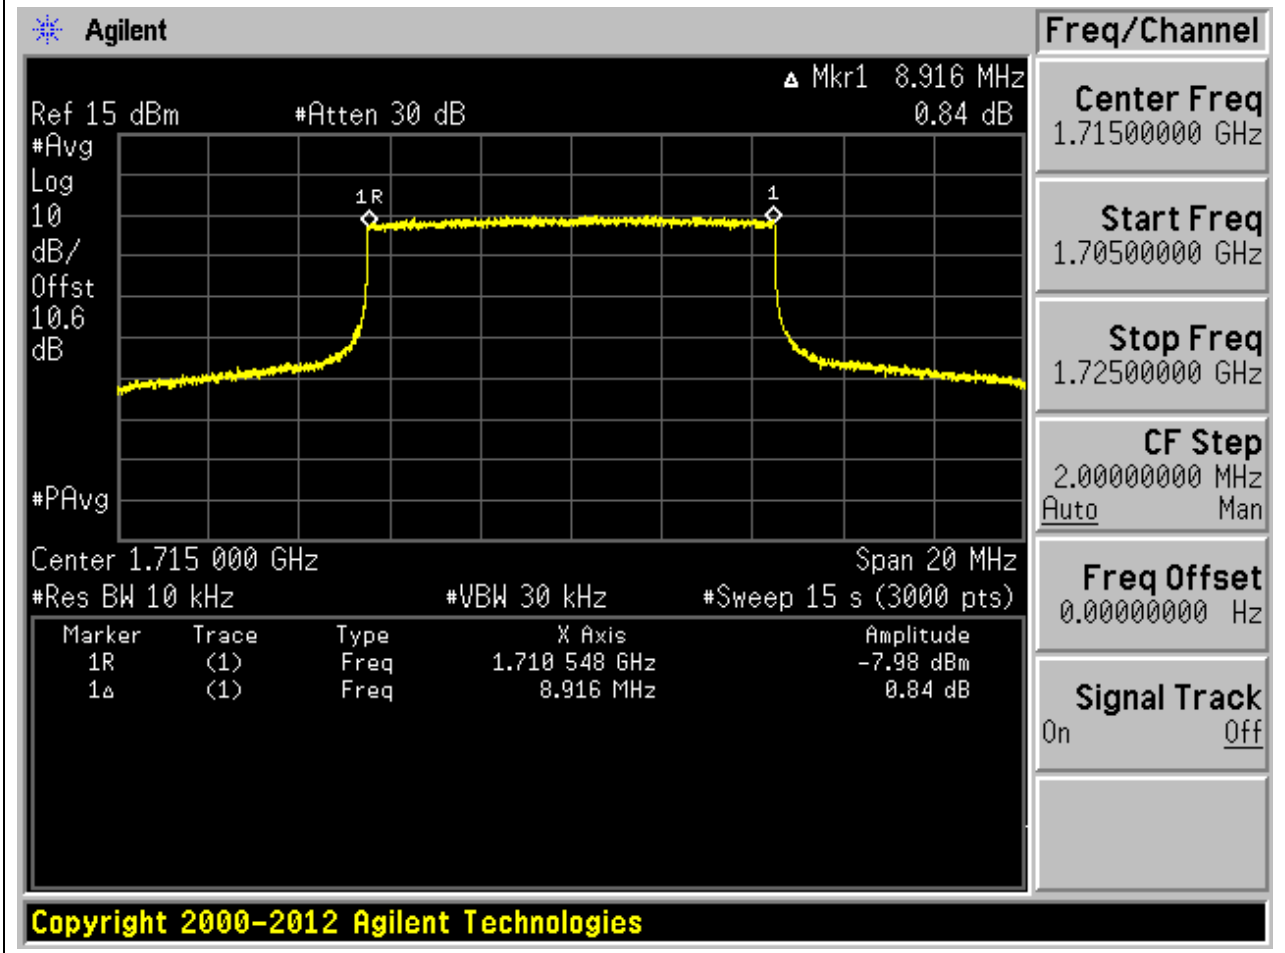 Agilent
Freq/Channel
▵ Mkr1 8.916 MHz
Ref 15 dBm #Atten 30 dB 0.84 dB
#Avg
Log
10
dB/
Offst
10.6
dB
1R
1
#PAvg
Center 1.715 000 GHz Span 20 MHz
#Res BW 10 kHz #VBW 30 kHz #Sweep 15 s (3000 pts)
Marker Trace Type X Axis Amplitude
1R (1) Freq 1.710 548 GHz -7.98 dBm
1▵ (1) Freq 8.916 MHz 0.84 dB
Center Freq
1.71500000 GHz
Start Freq
1.70500000 GHz
Stop Freq
1.72500000 GHz
CF Step
2.00000000 MHz
Auto Man
Freq Offset
0.00000000 Hz
Signal Track
On Off
Copyright 2000-2012 Agilent Technologies